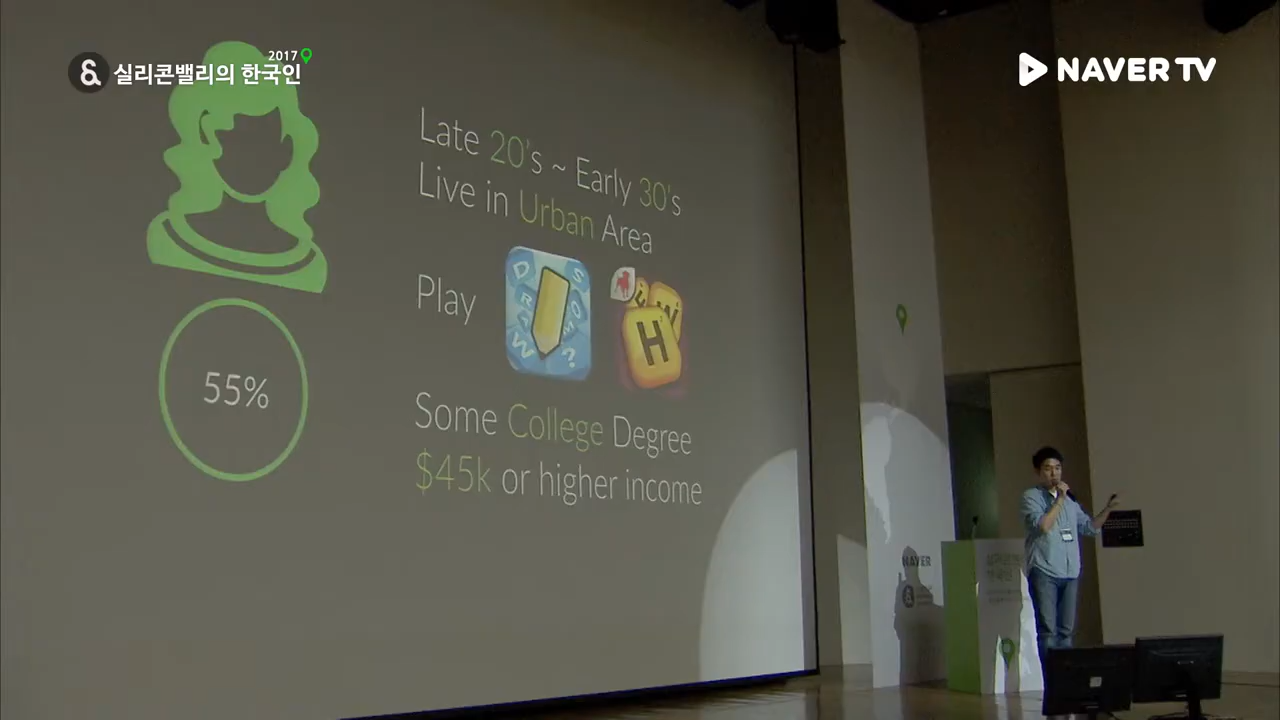 2017
& 실리콘밸리의 한국인
NAVER TV
Late 20's ~ Early 30's
Live in Urban Area
Play
D S
R O
A M
W ?
E W
H
55%
Some College Degree
$45k or higher income
NAVER